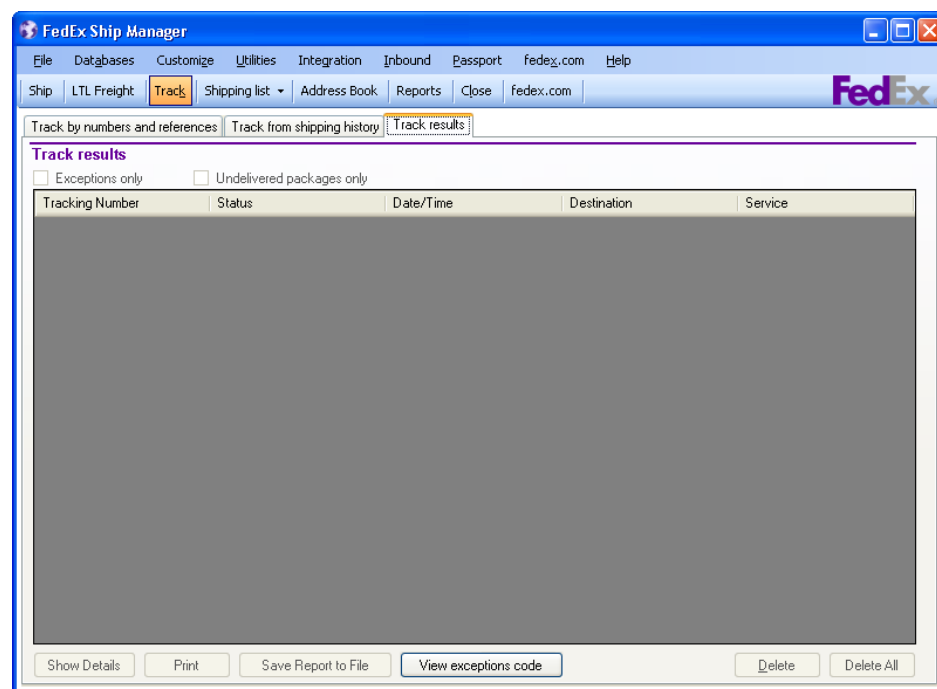 FedEx Ship Manager
File Databases Customize Utilities Integration Inbound Passport fedex.com Help
Ship LTL Freight Track Shipping list Address Book Reports Close fedex.com FedEx
Track by numbers and references Track from shipping history Track results
Track results
Exceptions only Undelivered packages only
Tracking Number Status Date/Time Destination Service
Show Details Print Save Report to File View exceptions code Delete Delete All